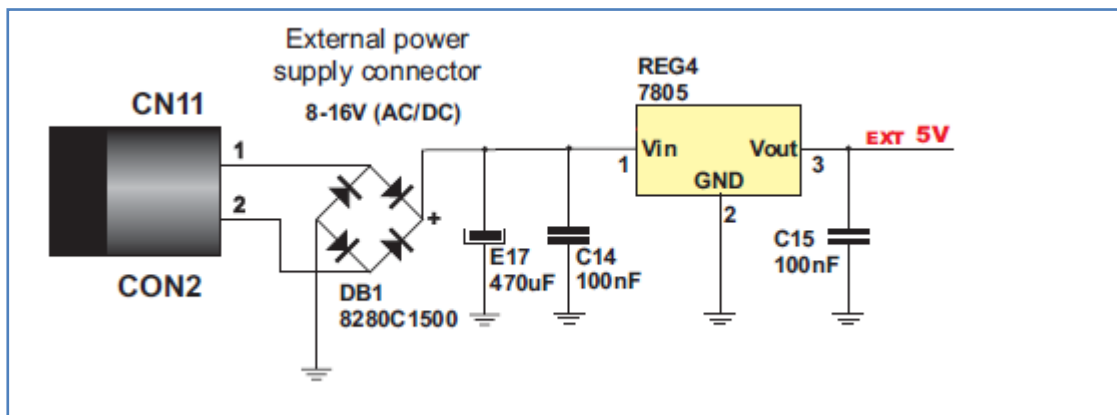 External power
supply connector
8-16V (AC/DC)
CN11
1
2
CON2
+
DB1
8280C1500
E17
470uF
C14
100nF
REG4
7805
1
Vin
Vout
3
GND
2
EXT 5V
C15
100nF